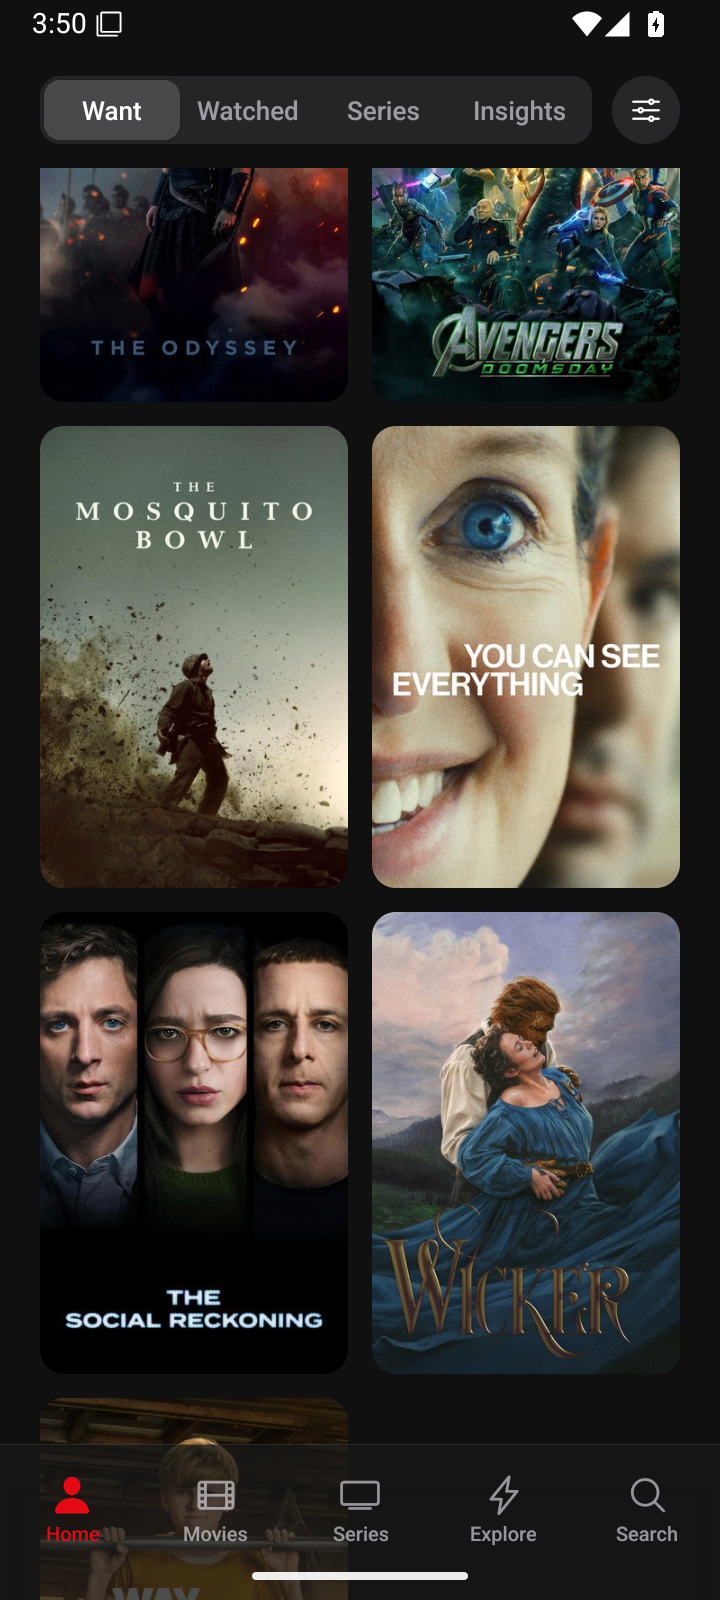 3:50
Want Watched Series Insights
THE ODYSSEY
AVENGERS
DOOMSDAY
THE
MOSQUITO
BOWL
YOU CAN SEE
EVERYTHING
THE
SOCIAL RECKONING
WICKER
WAY
Home Movies Series Explore Search